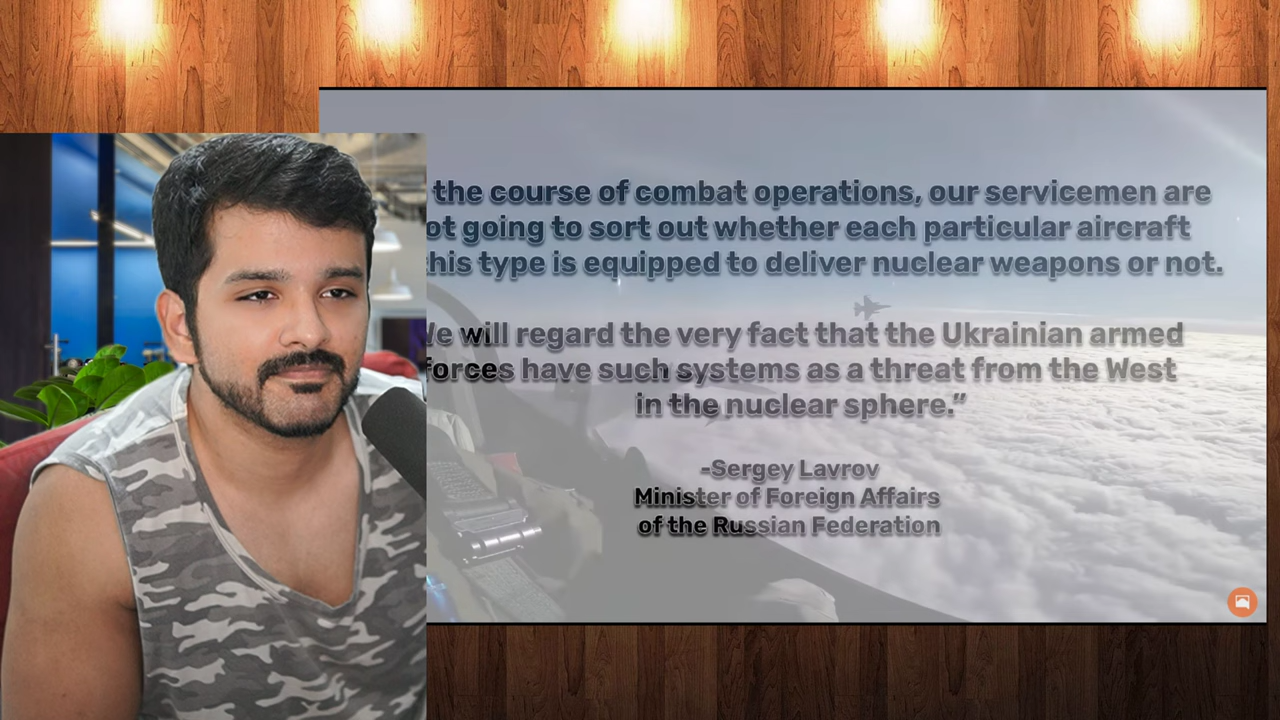 the course of combat operations, our servicemen are
ot going to sort out whether each particular aircraft
this type is equipped to deliver nuclear weapons or not.
We will regard the very fact that the Ukrainian armed
forces have such systems as a threat from the West
in the nuclear sphere.”
-Sergey Lavrov
Minister of Foreign Affairs
of the Russian Federation